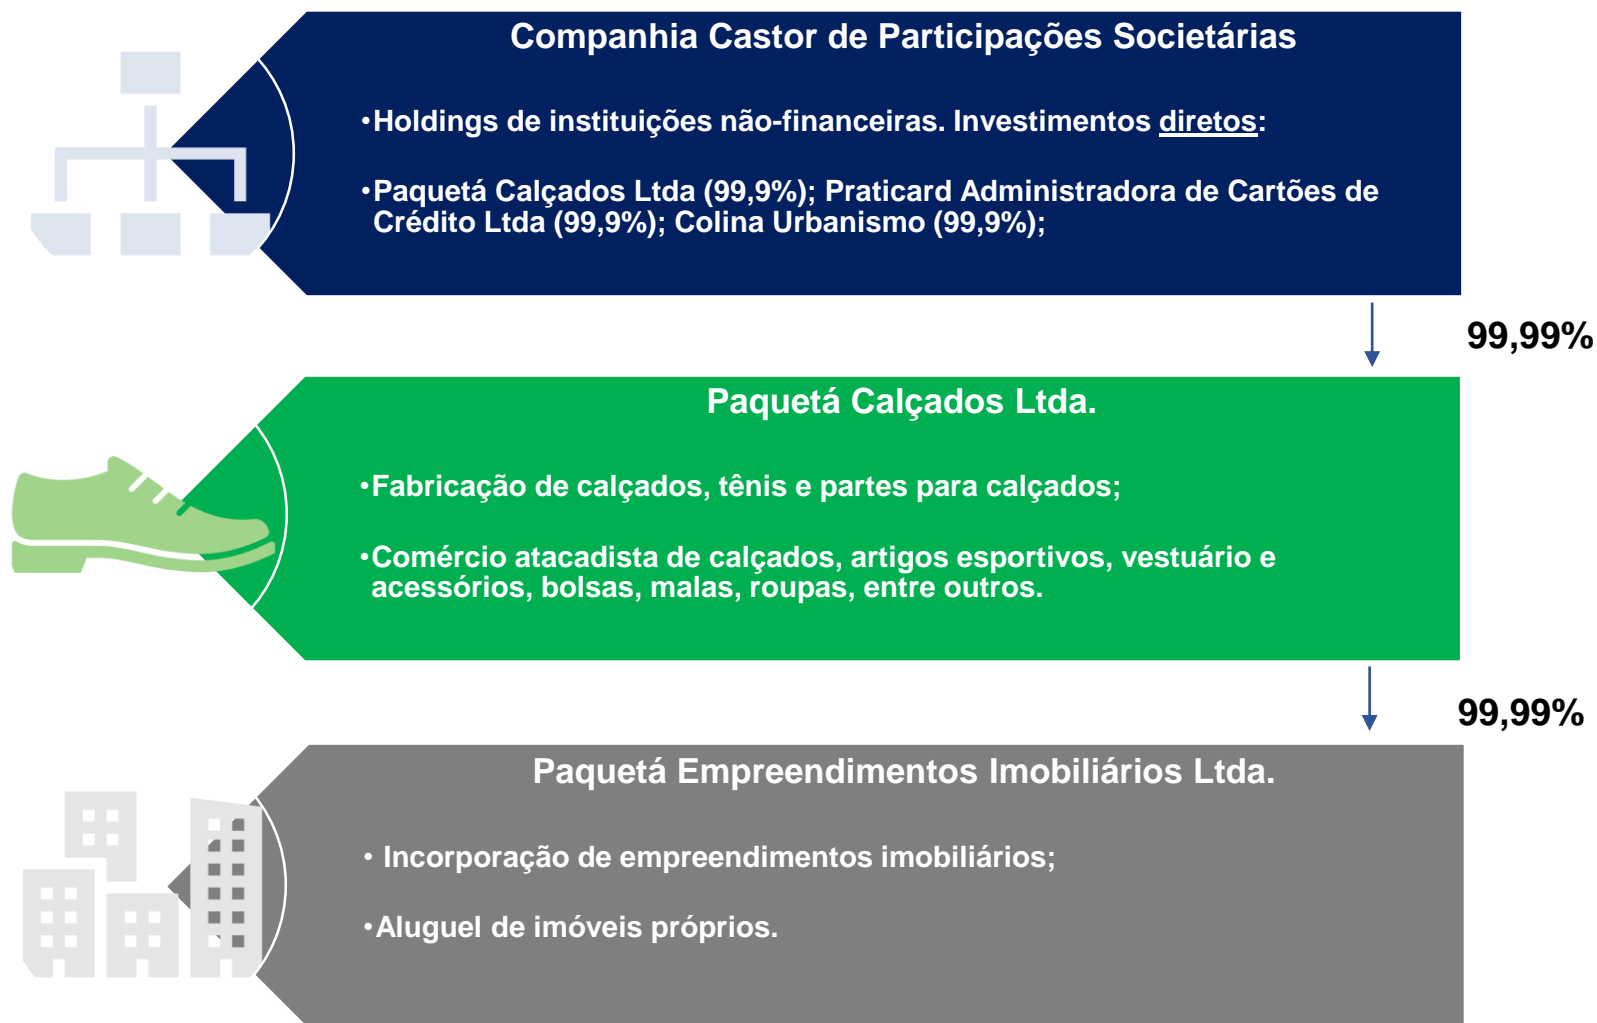 Companhia Castor de Participações Societárias
•Holdings de instituições não-financeiras. Investimentos diretos:
•Paquetá Calçados Ltda (99,9%); Praticard Administradora de Cartões de
Crédito Ltda (99,9%); Colina Urbanismo (99,9%);
99,99%
Paquetá Calçados Ltda.
•Fabricação de calçados, tênis e partes para calçados;
•Comércio atacadista de calçados, artigos esportivos, vestuário e
acessórios, bolsas, malas, roupas, entre outros.
99,99%
Paquetá Empreendimentos Imobiliários Ltda.
• Incorporação de empreendimentos imobiliários;
•Aluguel de imóveis próprios.